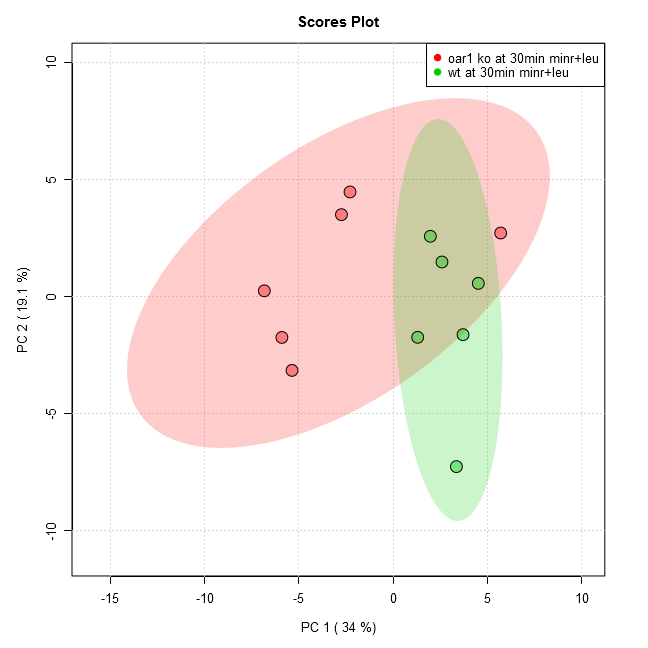 Scores Plot
oar1 ko at 30min minr+leu
wt at 30min minr+leu
10
5
0
-5
-10
PC 2 ( 19.1 %)
-15
-10
-5
0
5
10
PC 1 ( 34 %)